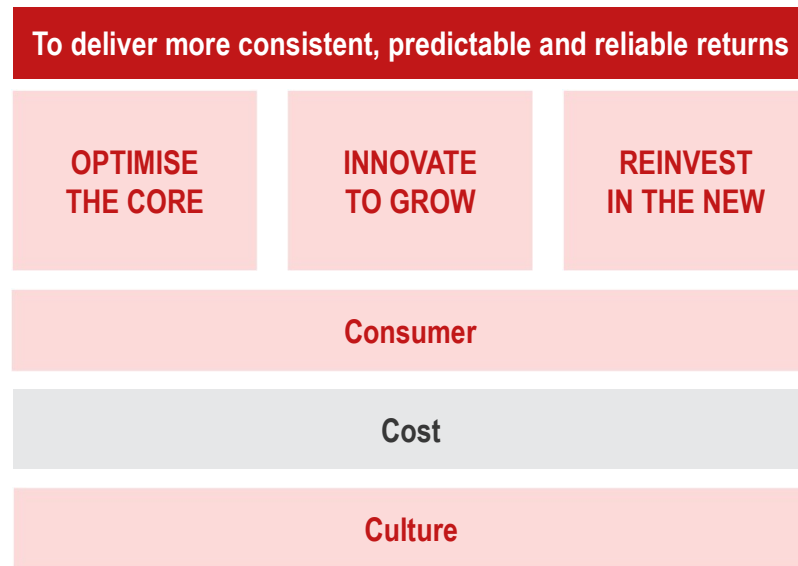 To deliver more consistent, predictable and reliable returns
OPTIMISE
THE CORE
INNOVATE
TO GROW
REINVEST
IN THE NEW
Consumer
Cost
Culture